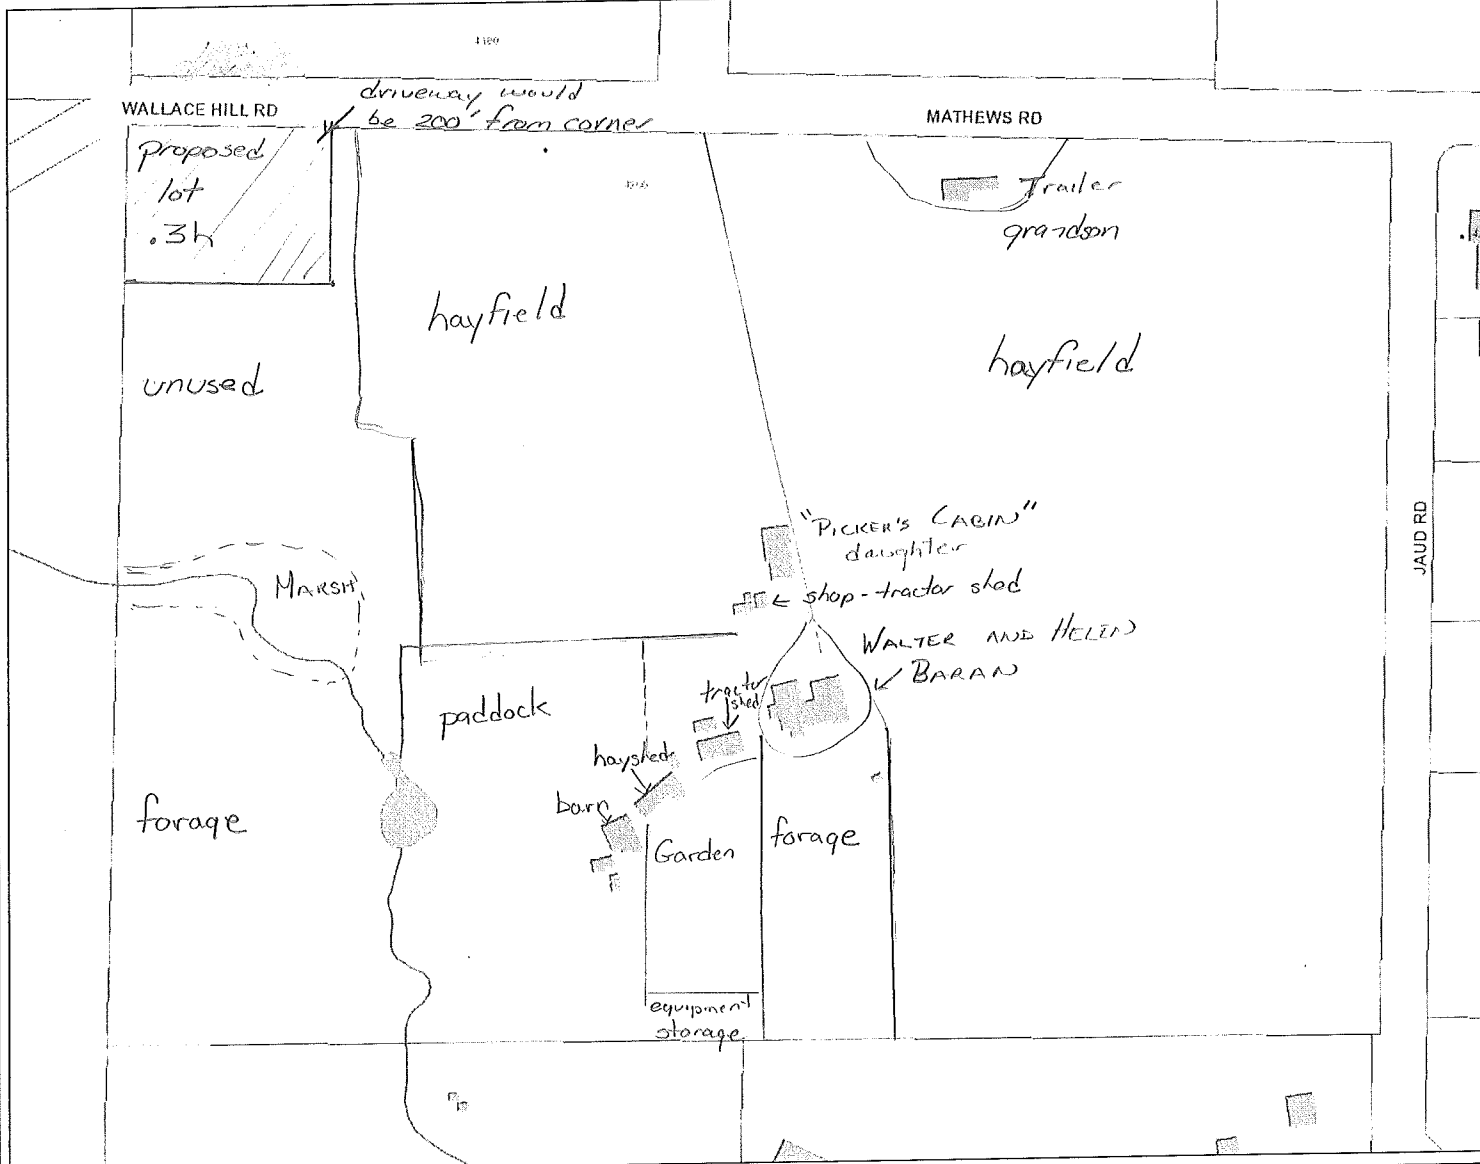 4180
WALLACE HILL RD
driveway would
be 200' from corner
MATHEWS RD
proposed
lot
.3h
Trailer
grandson
hayfield
hayfield
unused
"PICKER'S CABIN"
daughter
shop-tractor shed
JAUD RD
MARSH
WALTER AND HELEN
BARAN
tractor
shed
paddock
hayshed
barn
forage
Garden
forage
equipment
storage